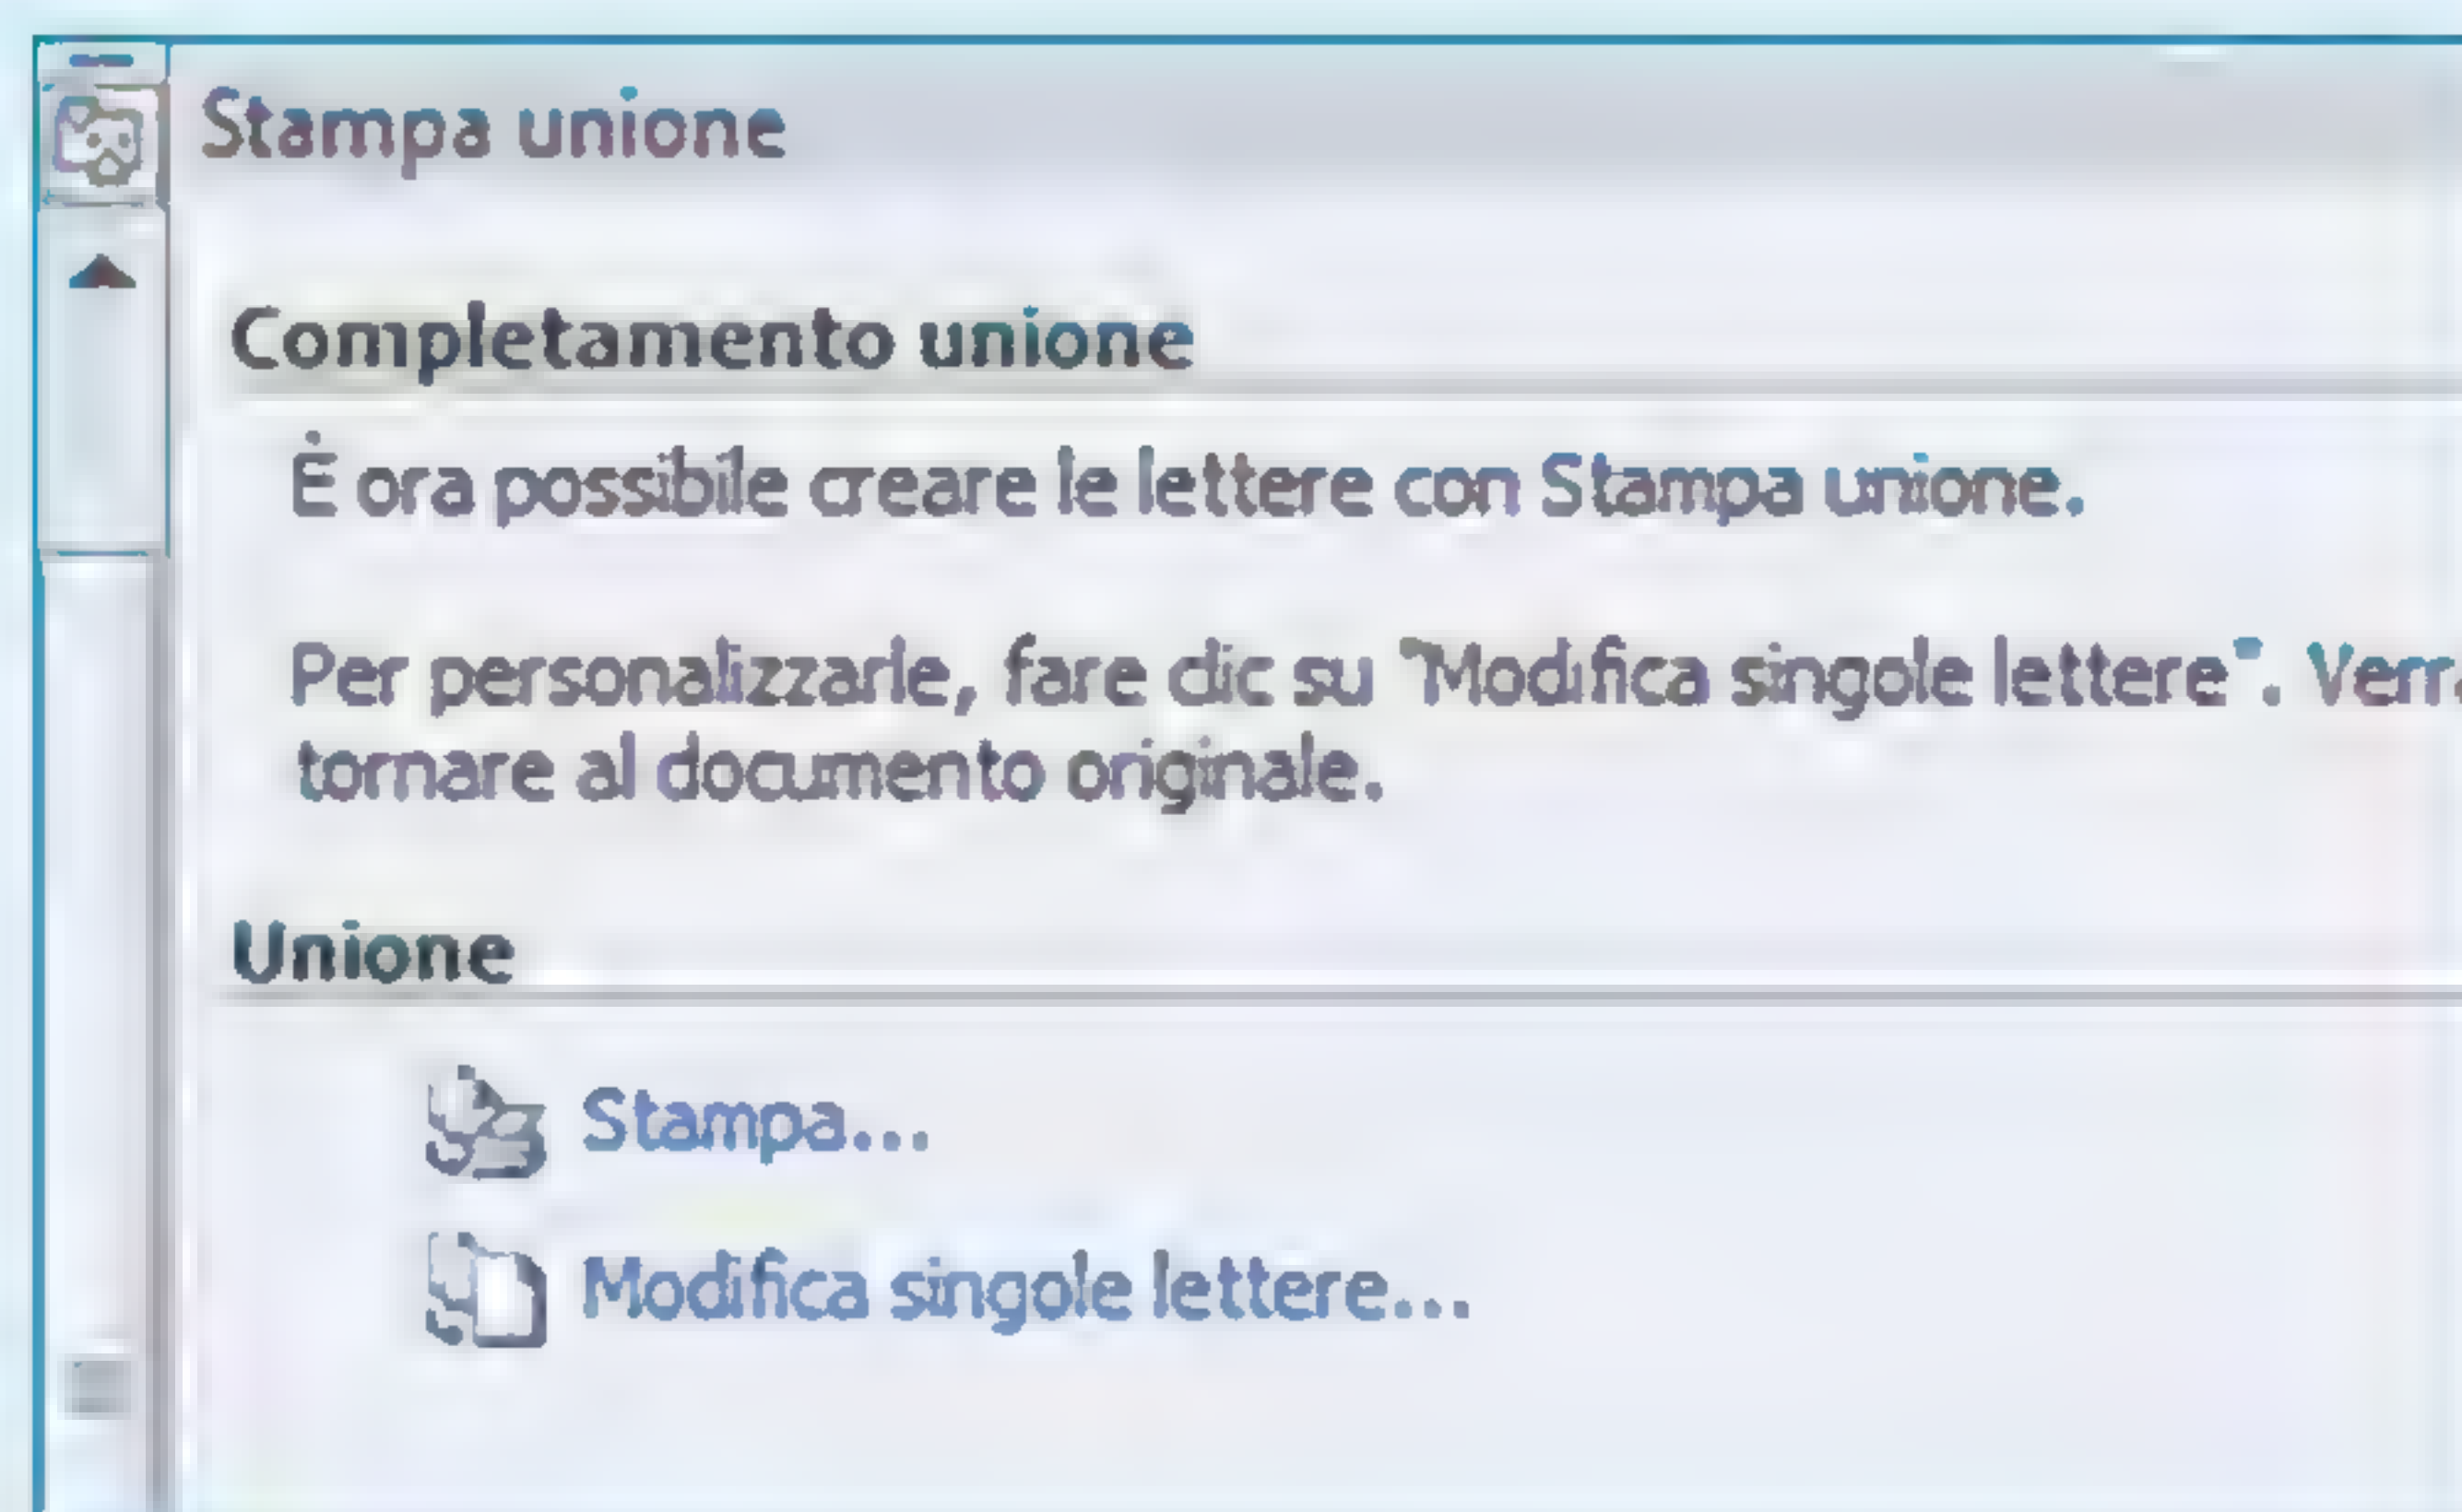 Stampa unione
Completamento unione
È ora possibile creare le lettere con Stampa unione.
Per personalizzarle, fare clic su "Modifica singole lettere".
tornare al documento originale.
Unione
Stampa...
Modifica singole lettere...